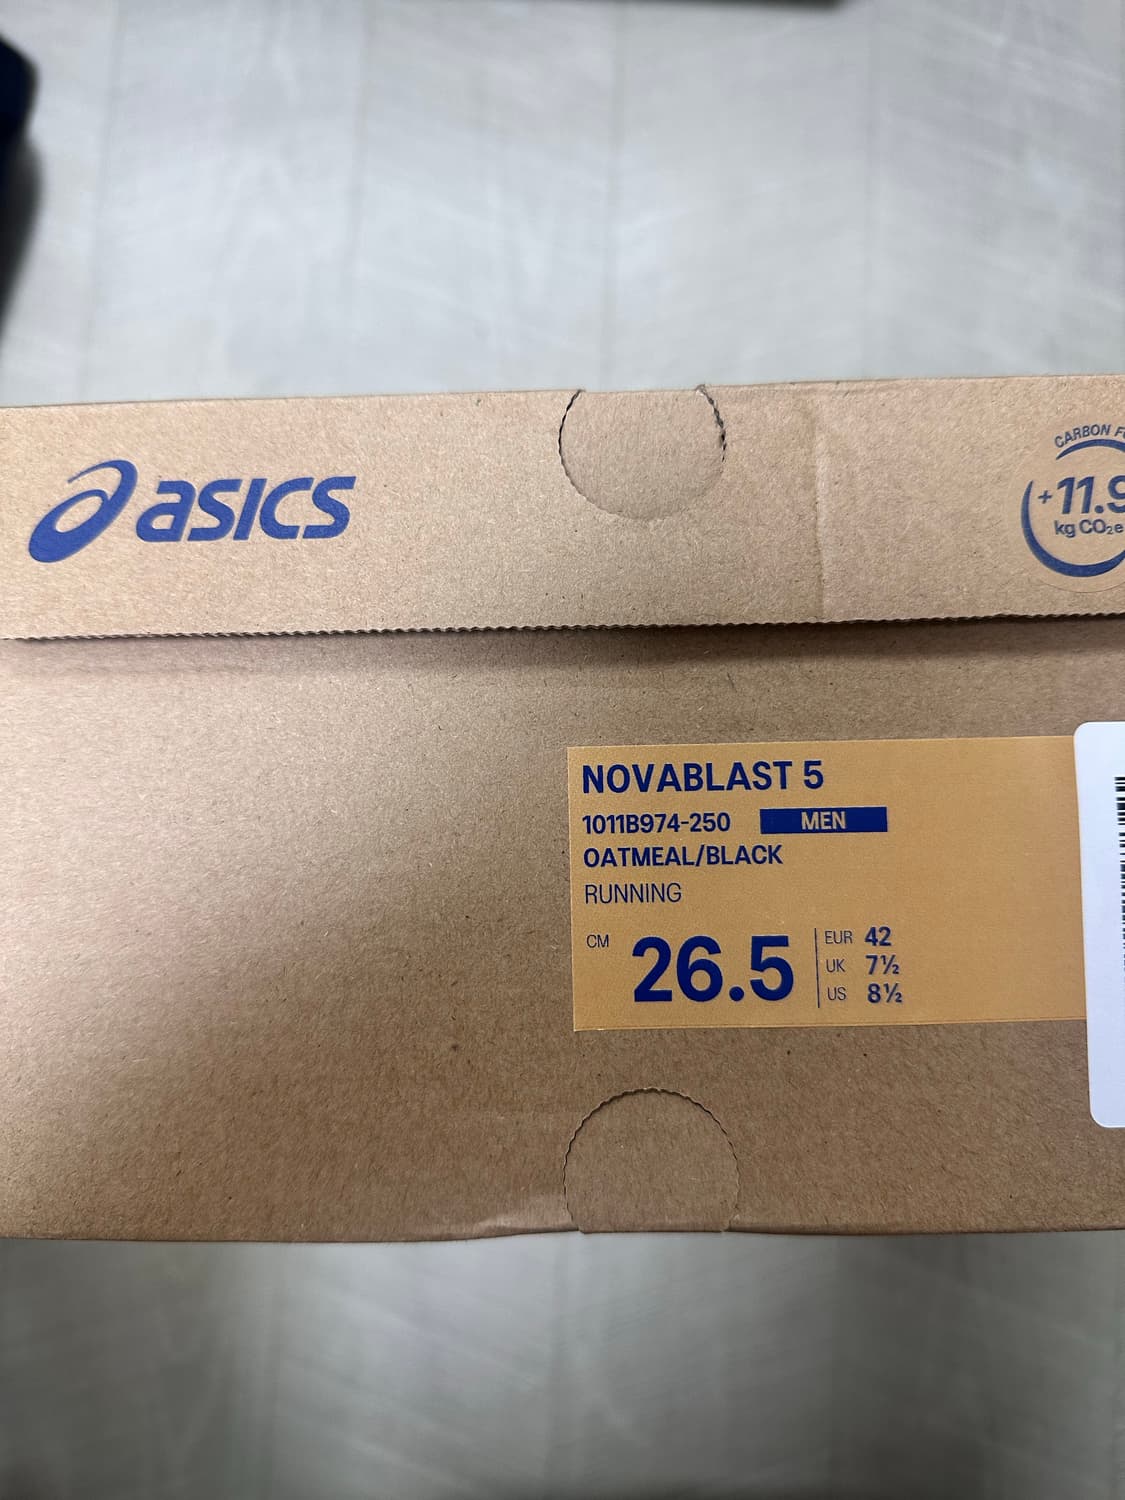 asics
CARBON
+11.9
kg CO₂e
NOVABLAST 5
1011B974-250 MEN
OATMEAL/BLACK
RUNNING
CM 26.5
EUR 42
UK 7½
US 8½